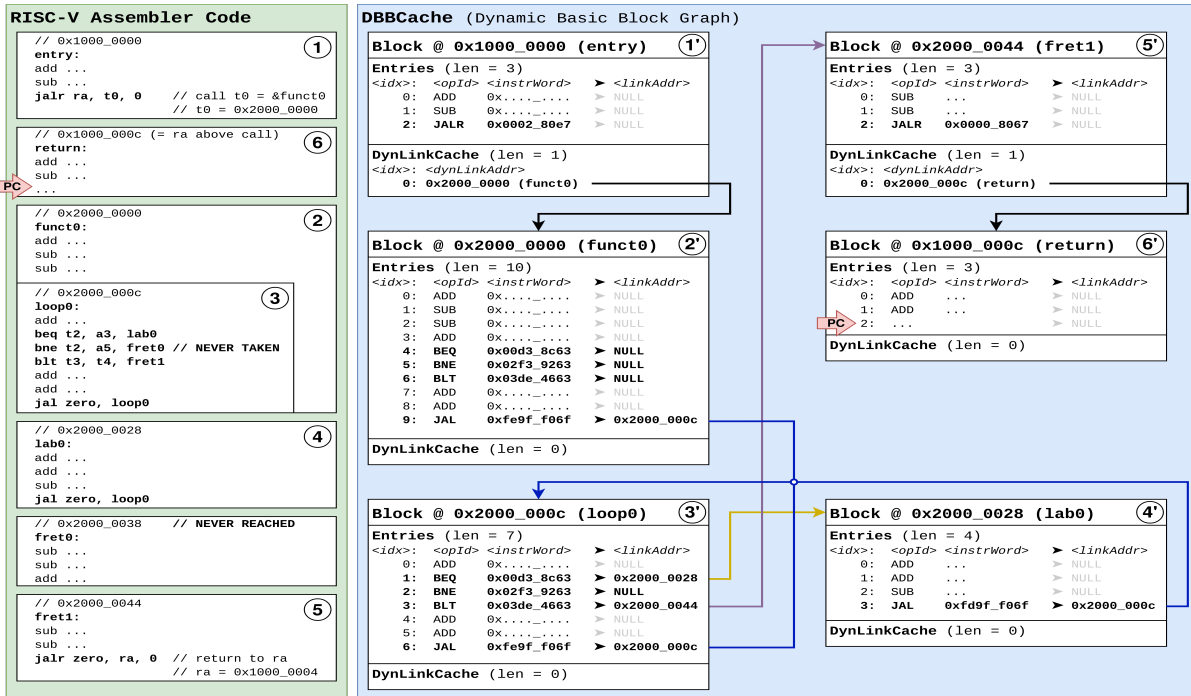 RISC-V Assembler Code
// 0x1000_0000
1
entry:
add ...
sub ...
jalr ra, t0, 0 // call t0 = &funct0
// t0 = 0x2000_0000
// 0x1000_000c (= ra above call)
6
return:
add ...
sub ...
PC
...
// 0x2000_0000
2
funct0:
add ...
sub ...
sub ...
// 0x2000_000c
3
loop0:
add ...
beq t2, a3, lab0
bne t2, a5, fret0 // NEVER TAKEN
blt t3, t4, fret1
add ...
add ...
jal zero, loop0
// 0x2000_0028
4
lab0:
add ...
add ...
sub ...
jal zero, loop0
// 0x2000_0038 // NEVER REACHED
fret0:
sub ...
sub ...
add ...
// 0x2000_0044
5
fret1:
sub ...
sub ...
jalr zero, ra, 0 // return to ra
// ra = 0x1000_0004
DBBCache (Dynamic Basic Block Graph)
Block @ 0x1000_0000 (entry) 1'
Entries (len = 3)
<idx>: <opId> <instrWord> ➤ <linkAddr>
0: ADD 0x...._.... ➤ NULL
1: SUB 0x...._.... ➤ NULL
2: JALR 0x0002_80e7 ➤ NULL
DynLinkCache (len = 1)
<idx>: <dynLinkAddr>
0: 0x2000_0000 (funct0)
Block @ 0x2000_0000 (funct0) 2'
Entries (len = 10)
<idx>: <opId> <instrWord> ➤ <linkAddr>
0: ADD 0x...._.... ➤ NULL
1: SUB 0x...._.... ➤ NULL
2: SUB 0x...._.... ➤ NULL
3: ADD 0x...._.... ➤ NULL
4: BEQ 0x00d3_8c63 ➤ NULL
5: BNE 0x02f3_9263 ➤ NULL
6: BLT 0x03de_4663 ➤ NULL
7: ADD 0x...._.... ➤ NULL
8: ADD 0x...._.... ➤ NULL
9: JAL 0xfe9f_f06f ➤ 0x2000_000c
DynLinkCache (len = 0)
Block @ 0x2000_000c (loop0) 3'
Entries (len = 7)
<idx>: <opId> <instrWord> ➤ <linkAddr>
0: ADD 0x...._.... ➤ NULL
1: BEQ 0x00d3_8c63 ➤ 0x2000_0028
2: BNE 0x02f3_9263 ➤ NULL
3: BLT 0x03de_4663 ➤ 0x2000_0044
4: ADD 0x...._.... ➤ NULL
5: ADD 0x...._.... ➤ NULL
6: JAL 0xfe9f_f06f ➤ 0x2000_000c
DynLinkCache (len = 0)
Block @ 0x2000_0044 (fret1) 5'
Entries (len = 3)
<idx>: <opId> <instrWord> ➤ <linkAddr>
0: SUB ... ➤ NULL
1: SUB ... ➤ NULL
2: JALR 0x0000_8067 ➤ NULL
DynLinkCache (len = 1)
<idx>: <dynLinkAddr>
0: 0x2000_000c (return)
Block @ 0x1000_000c (return) 6'
Entries (len = 3)
<idx>: <opId> <instrWord> ➤ <linkAddr>
0: ADD ... ➤ NULL
1: ADD ... ➤ NULL
PC 2: ... ➤ NULL
DynLinkCache (len = 0)
Block @ 0x2000_0028 (lab0) 4'
Entries (len = 4)
<idx>: <opId> <instrWord> ➤ <linkAddr>
0: ADD ... ➤ NULL
1: ADD ... ➤ NULL
2: SUB ... ➤ NULL
3: JAL 0xfd9f_f06f ➤ 0x2000_000c
DynLinkCache (len = 0)